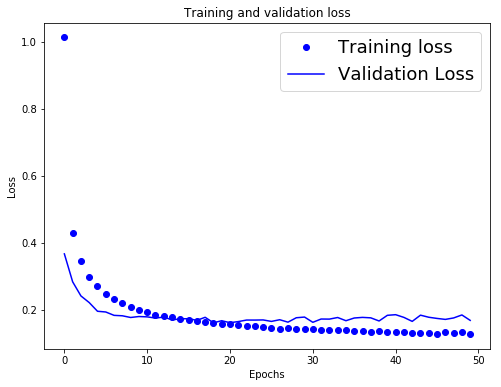 Training and validation loss
Training loss
Validation Loss
Loss
1.0
0.8
0.6
0.4
0.2
0 10 20 30 40 50
Epochs